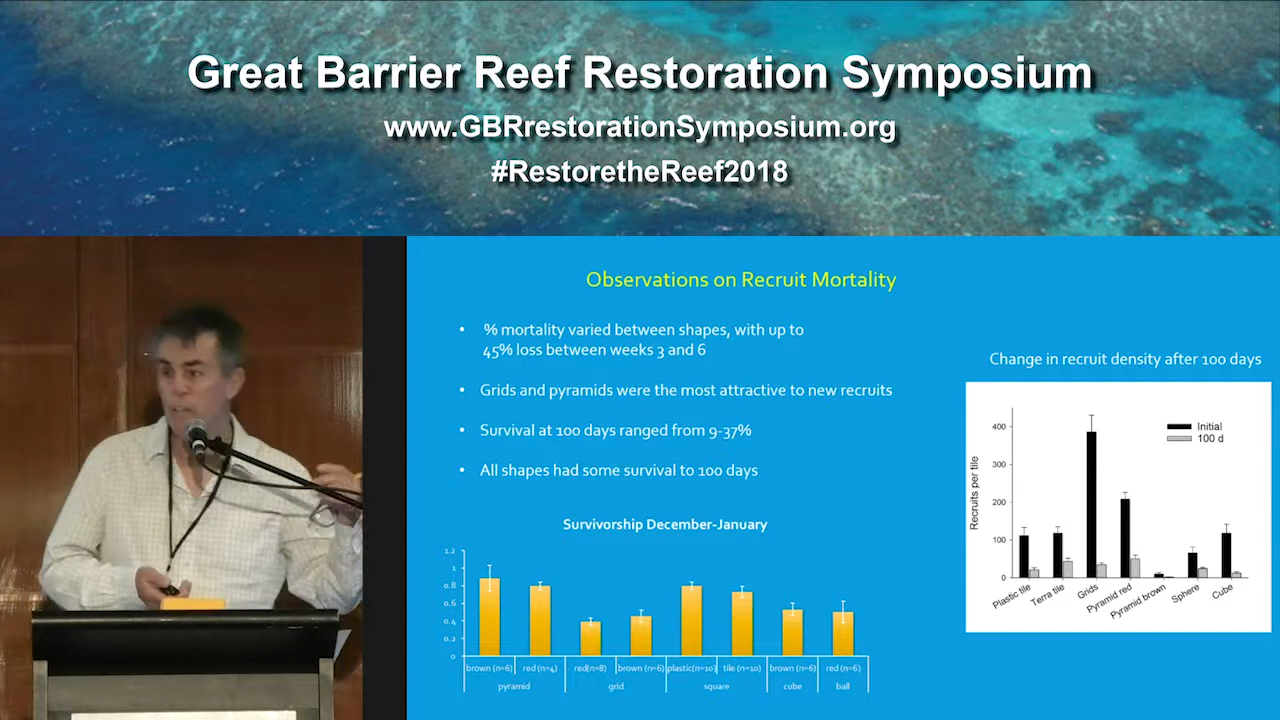 Great Barrier Reef Restoration Symposium
www.GBRrestorationSymposium.org
#RestoretheReef2018
Observations on Recruit Mortality
• % mortality varied between shapes, with up to
45% loss between weeks 3 and 6
• Grids and pyramids were the most attractive to new recruits
• Survival at 100 days ranged from 9-37%
• All shapes had some survival to 100 days
Survivorship December-January
1.2
1
0.8
0.6
0.4
0.2
0
brown (n=6) red (n=4) red(n=8) brown (n=6) plastic(n=10) tile (n=10) brown (n=6) red (n=6)
pyramid grid square cube ball
Change in recruit density after 100 days
Initial
100 d
Recruits per tile
400
300
200
100
0
Plastic tile Terra tile Grids Pyramid red Pyramid brown Sphere Cube